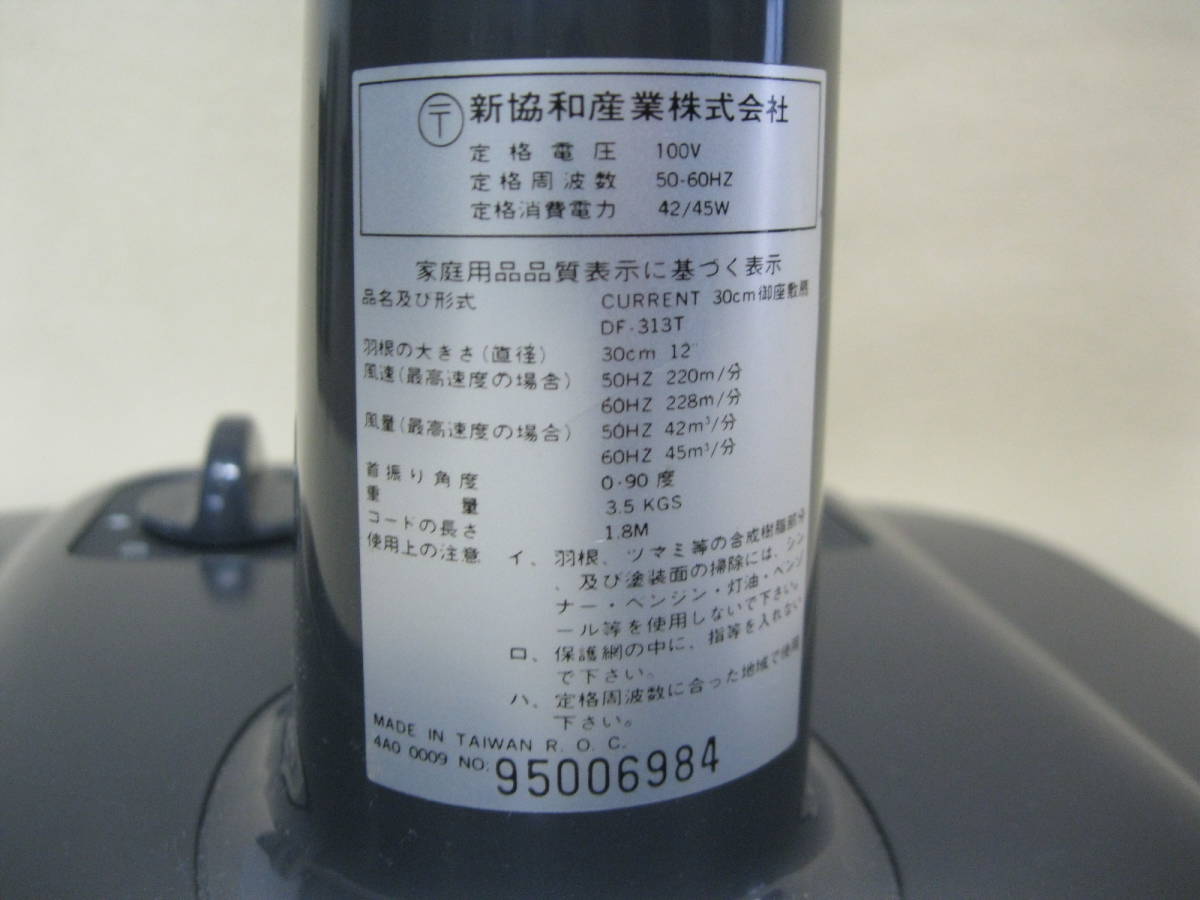 〒 新協和産業株式会社
定格電圧 100V
定格周波数 50-60HZ
定格消費電力 42/45W
家庭用品品質表示に基づく表示
品名及び形式 CURRENT 30cm御座敷扇
DF-313T
羽根の大きさ(直径) 30cm 12"
風速(最高速度の場合) 50HZ 220m/分
60HZ 228m/分
風量(最高速度の場合) 50HZ 42m³/分
60HZ 45m³/分
首振り角度 0-90度
重量 3.5 KGS
コードの長さ 1.8M
使用上の注意 イ、羽根、ツマミ等の合成樹脂部分
、及び塗装面の掃除には、シン
ナー・ベンジン・灯油・ベンジ
ール等を使用しないで下さい。
ロ、保護網の中に、指等を入れない
で下さい。
ハ、定格周波数に合った地域で使用
下さい。
MADE IN TAIWAN R. O. C.
4A0 0009 NO: 95006984